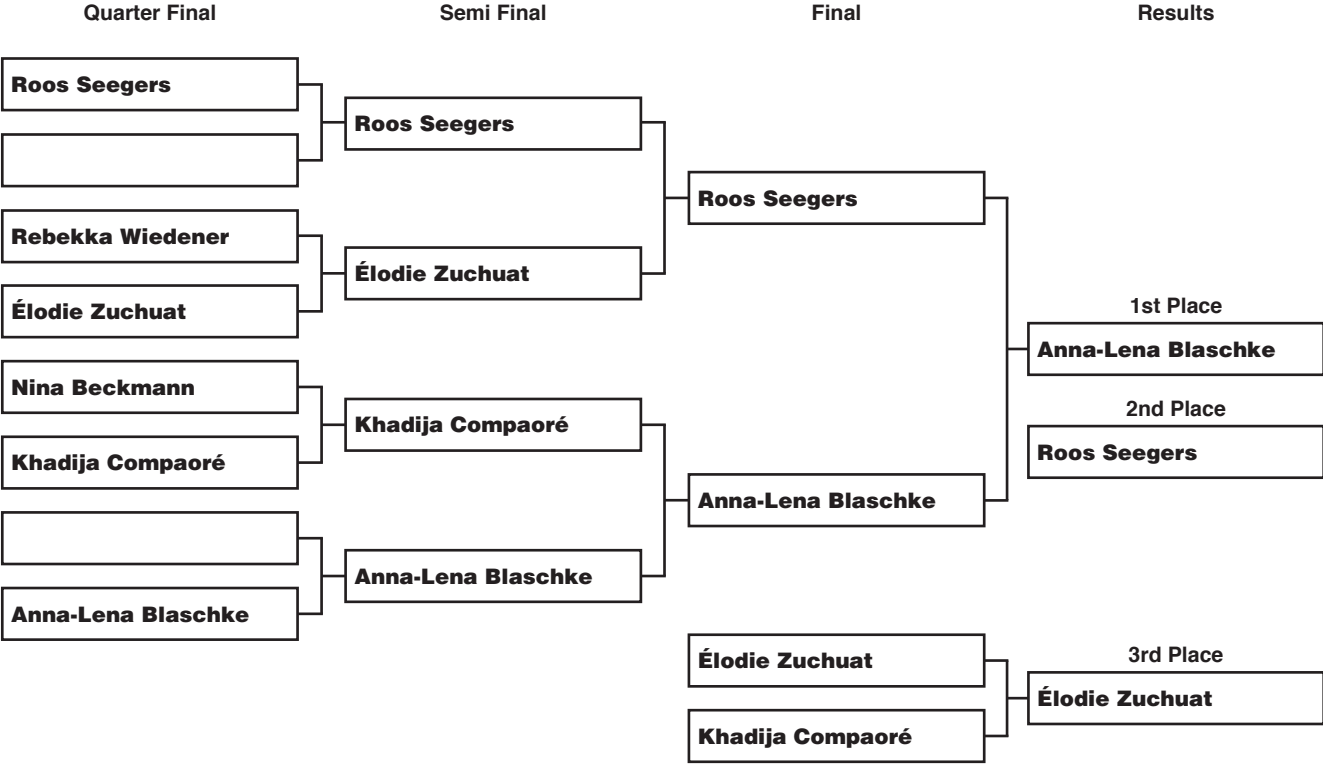 Quarter Final
Semi Final
Final
Results
Roos Seegers
Rebekka Wiedener
Élodie Zuchuat
Nina Beckmann
Khadija Compaoré
Anna-Lena Blaschke
Roos Seegers
Élodie Zuchuat
Khadija Compaoré
Anna-Lena Blaschke
Roos Seegers
Anna-Lena Blaschke
1st Place
Anna-Lena Blaschke
2nd Place
Roos Seegers
Élodie Zuchuat
Khadija Compaoré
3rd Place
Élodie Zuchuat